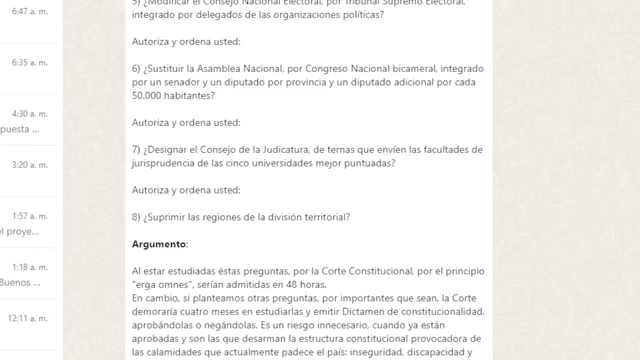 5) ¿Modificar el Consejo Nacional Electoral, por Tribunal Supremo Electoral,
integrado por delegados de las organizaciones políticas?
Autoriza y ordena usted:
6) ¿Sustituir la Asamblea Nacional, por Congreso Nacional bicameral, integrado
por un senador y un diputado por provincia y un diputado adicional por cada
50.000 habitantes?
Autoriza y ordena usted:
7) ¿Designar el Consejo de la Judicatura, de ternas que envíen las facultades de
jurisprudencia de las cinco universidades mejor puntuadas?
Autoriza y ordena usted:
8) ¿Suprimir las regiones de la división territorial?
Argumento:
Al estar estudiadas éstas preguntas, por la Corte Constitucional, por el principio
"erga omnes", serían admitidas en 48 horas.
En cambio, si planteamos otras preguntas, por importantes que sean, la Corte
demoraría cuatro meses en estudiarlas y emitir Dictamen de constitucionalidad,
aprobándolas o negándolas. Es un riesgo innecesario, cuando ya están
aprobadas y son las que desarman la estructura constitucional provocadora de
las calamidades que actualmente padece el país: inseguridad, discapacidad y
6:47 a. m.
6:35 a. m.
4:30 a. m.
puesta ...
3:20 a. m.
1:57 a. m.
el proye...
1:18 a. m.
Buenos ...
12:11 a. m.